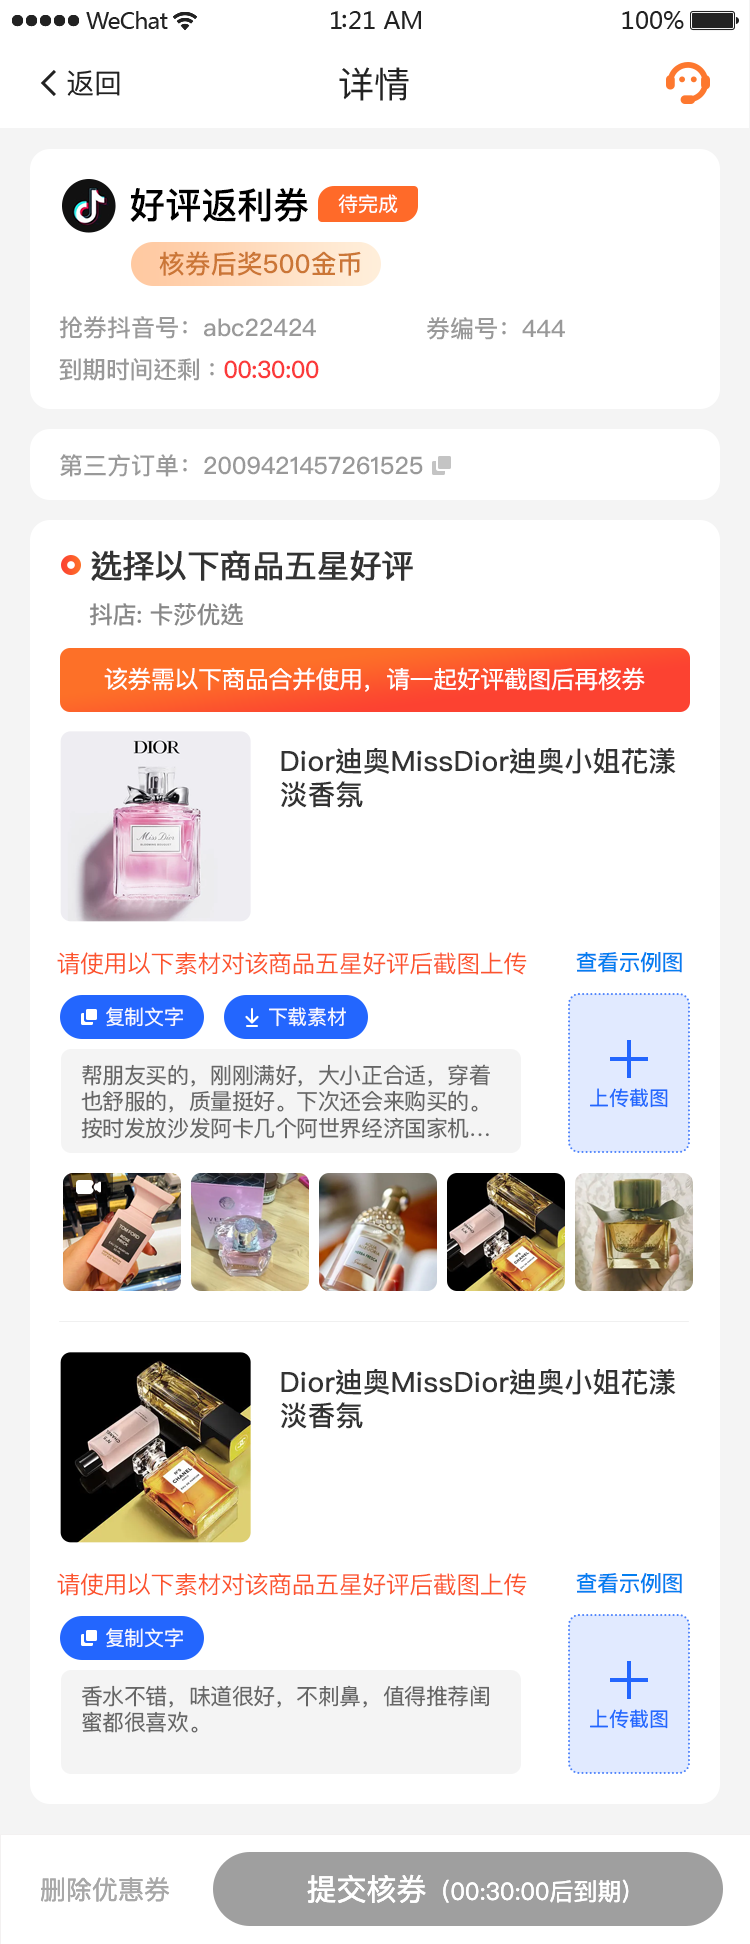 WeChat 1:21 AM 100%
返回 详情
好评返利券 待完成
核券后奖500金币
抢券抖音号：abc22424 券编号：444
到期时间还剩：00:30:00
第三方订单：2009421457261525
选择以下商品五星好评
抖店: 卡莎优选
该券需以下商品合并使用，请一起好评截图后再核券
DIOR
Miss Dior
Dior迪奥MissDior迪奥小姐花漾
淡香氛
请使用以下素材对该商品五星好评后截图上传 查看示例图
复制文字 下载素材
帮朋友买的，刚刚满好，大小正合适，穿着
也舒服的，质量挺好。下次还会来购买的。
按时发放沙发阿卡几个阿世界经济国家机...
上传截图
TOM FORD
Dior迪奥MissDior迪奥小姐花漾
淡香氛
N°5
CHANEL
请使用以下素材对该商品五星好评后截图上传 查看示例图
复制文字
香水不错，味道很好，不刺鼻，值得推荐闺
蜜都很喜欢。
上传截图
删除优惠券 提交核券（00:30:00后到期）